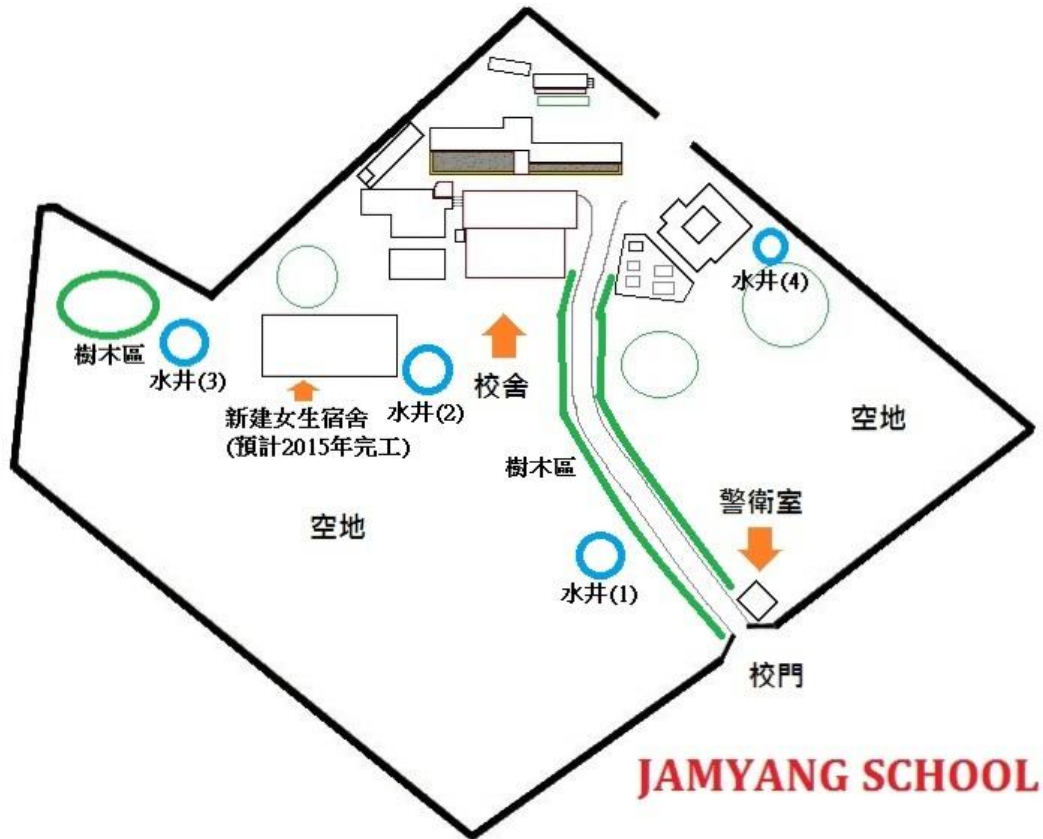 水井(4)
樹木區
水井(3)
校舍
新建女生宿舍
(預計2015年完工)
水井(2)
空地
樹木區
警衛室
空地
水井(1)
校門
JAMYANG SCHOOL